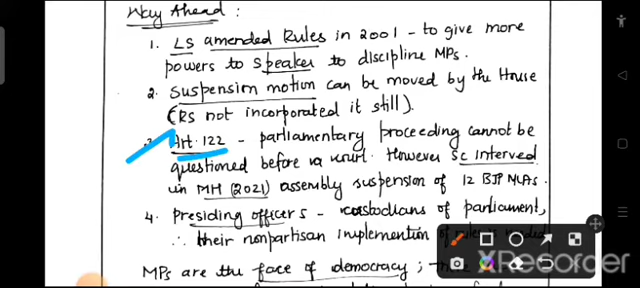 Way Ahead :
1. LS amended Rules in 2001 - to give more
powers to Speaker to discipline MPs.
2. Suspension motion can be moved by the House
(RS not incorporated it still).
3. Art. 122 - parliamentary proceeding cannot be
questioned before a court. However SC interved
in MH (2021) assembly suspension of 12 BJP MLAs.
4. Presiding officers - custodians of parliament,
∴ their nonpartisan implemention of
MPs are the face of democracy ;
XRecorder